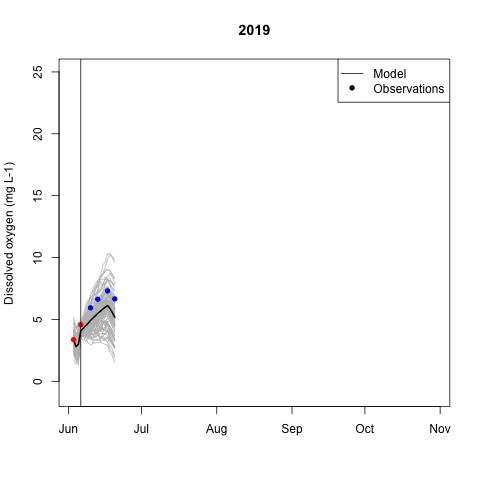 2019
Model
Observations
Dissolved oxygen (mg L-1)
25
20
15
10
5
0
Jun Jul Aug Sep Oct Nov